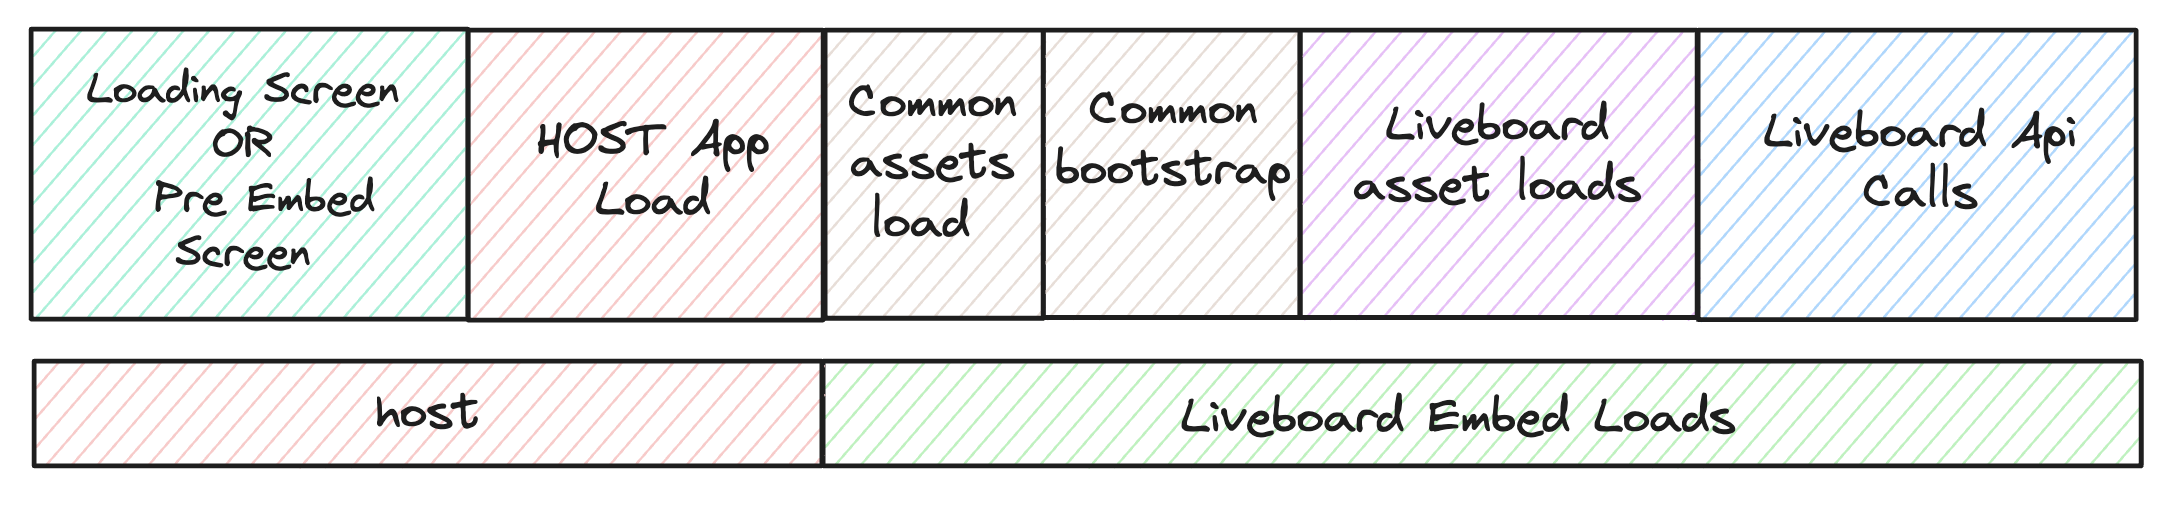 Loading Screen
OR
Pre Embed
Screen
HOST App
Load
Common
assets
load
Common
bootstrap
Liveboard
asset loads
Liveboard Api
Calls
host
Liveboard Embed Loads